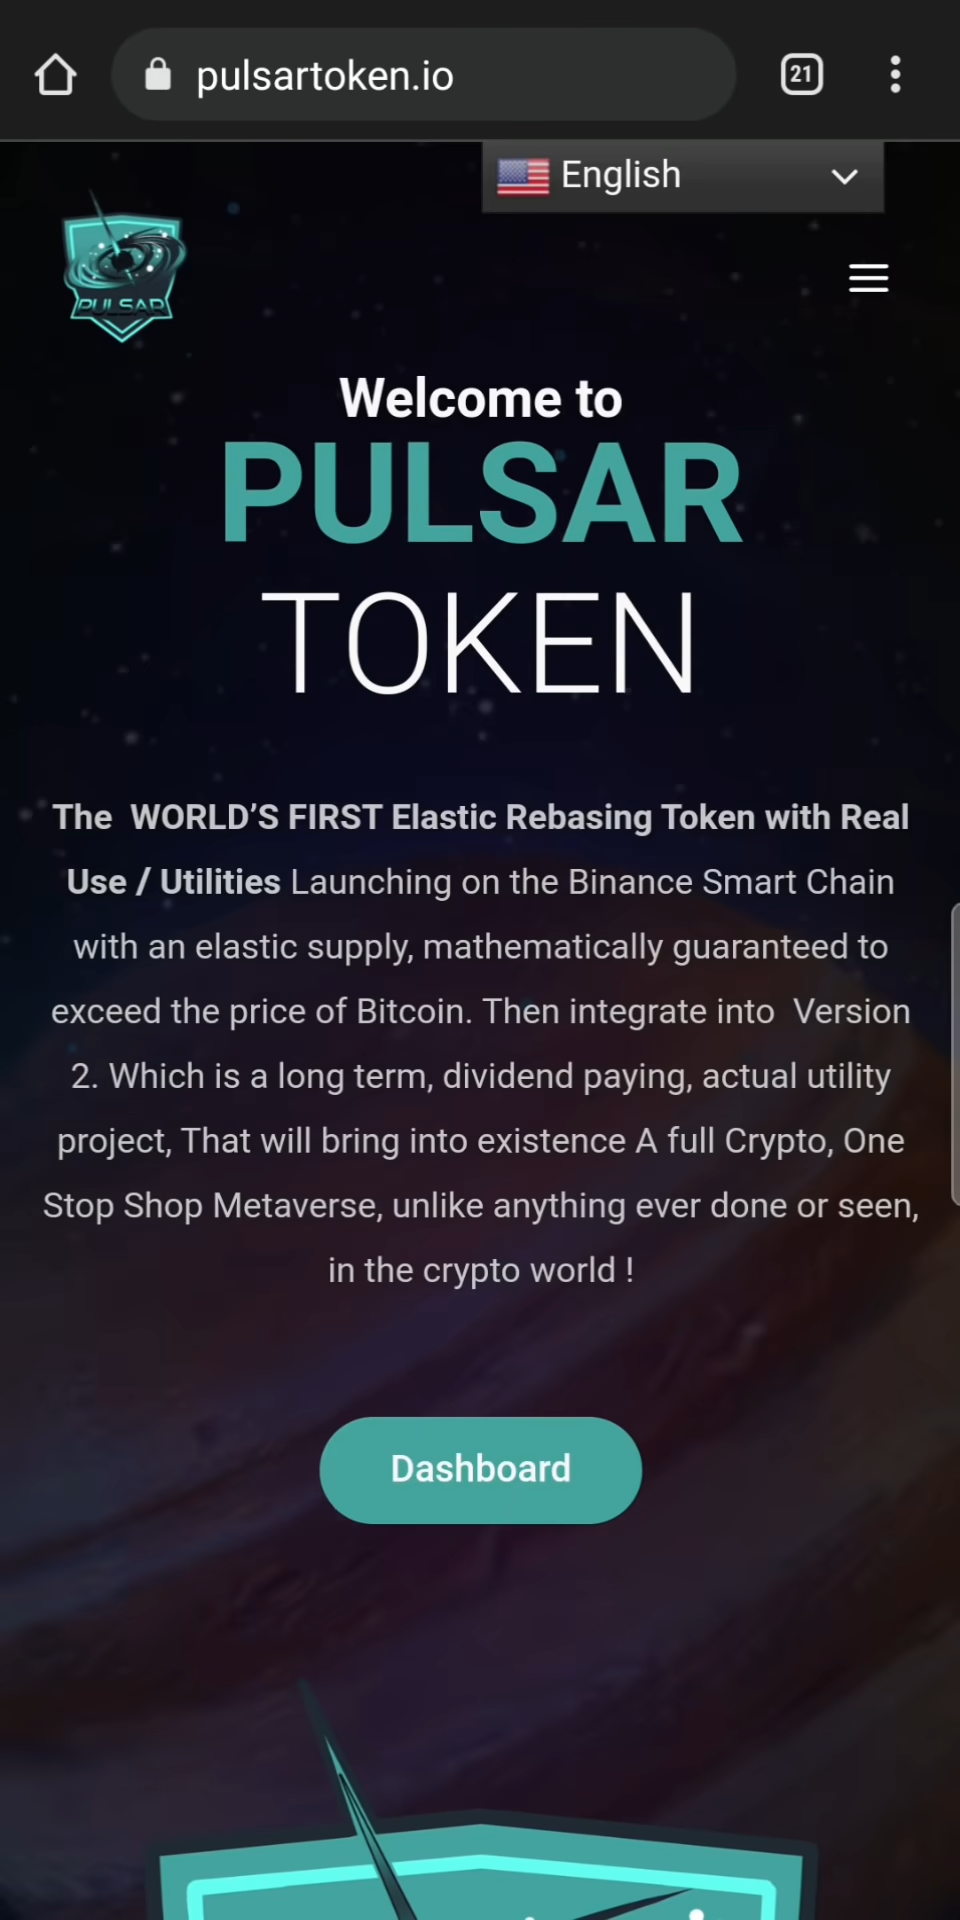 pulsartoken.io
21
English
PULSAR
Welcome to
PULSAR
TOKEN
The WORLD’S FIRST Elastic Rebasing Token with Real
Use / Utilities Launching on the Binance Smart Chain
with an elastic supply, mathematically guaranteed to
exceed the price of Bitcoin. Then integrate into Version
2. Which is a long term, dividend paying, actual utility
project, That will bring into existence A full Crypto, One
Stop Shop Metaverse, unlike anything ever done or seen,
in the crypto world !
Dashboard